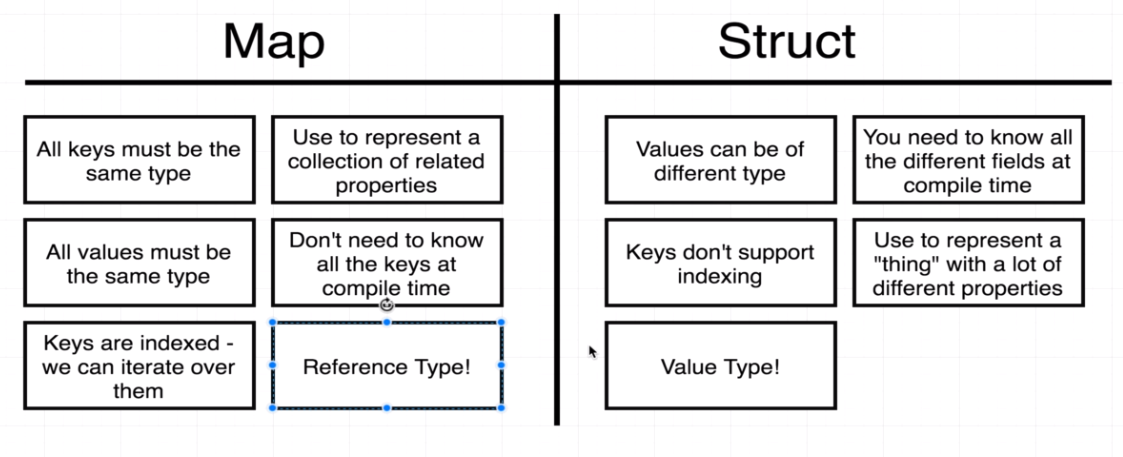 Map
Struct
All keys must be the
same type
Use to represent a
collection of related
properties
Values can be of
different type
You need to know all
the different fields at
compile time
All values must be
the same type
Don't need to know
all the keys at
compile time
Keys don't support
indexing
Use to represent a
"thing" with a lot of
different properties
Keys are indexed -
we can iterate over
them
Reference Type!
Value Type!